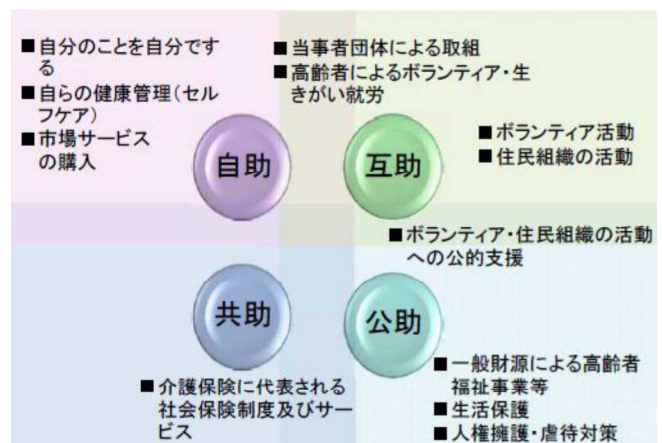 ■自分のことを自分です
る
■自らの健康管理(セル
フケア)
■市場サービス
の購入
■当事者団体による取組
■高齢者によるボランティア・生
きがい就労
■ボランティア活動
■住民組織の活動
自助
互助
■ボランティア・住民組織の活動
への公的支援
共助
公助
■介護保険に代表される
社会保険制度及びサー
ビス
■一般財源による高齢者
福祉事業等
■生活保護
■人権擁護・虐待対策